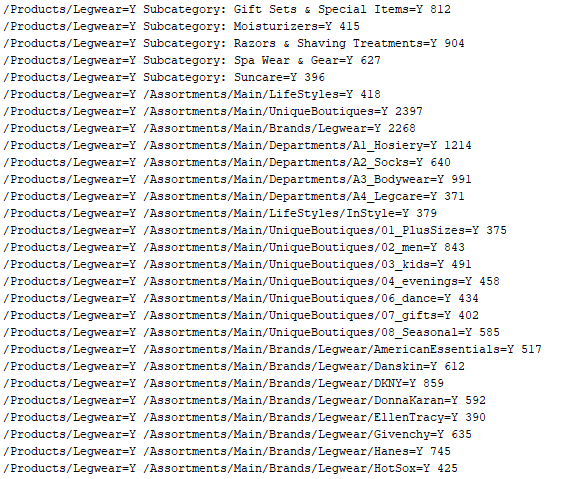 /Products/Legwear=Y Subcategory: Gift Sets & Special Items=Y 812
/Products/Legwear=Y Subcategory: Moisturizers=Y 415
/Products/Legwear=Y Subcategory: Razors & Shaving Treatments=Y 904
/Products/Legwear=Y Subcategory: Spa Wear & Gear=Y 627
/Products/Legwear=Y Subcategory: Suncare=Y 396
/Products/Legwear=Y /Assortments/Main/LifeStyles=Y 418
/Products/Legwear=Y /Assortments/Main/UniqueBoutiques=Y 2397
/Products/Legwear=Y /Assortments/Main/Brands/Legwear=Y 2268
/Products/Legwear=Y /Assortments/Main/Departments/A1_Hosiery=Y 1214
/Products/Legwear=Y /Assortments/Main/Departments/A2_Socks=Y 640
/Products/Legwear=Y /Assortments/Main/Departments/A3_Bodywear=Y 991
/Products/Legwear=Y /Assortments/Main/Departments/A4_Legcare=Y 371
/Products/Legwear=Y /Assortments/Main/LifeStyles/InStyle=Y 379
/Products/Legwear=Y /Assortments/Main/UniqueBoutiques/01_PlusSizes=Y 375
/Products/Legwear=Y /Assortments/Main/UniqueBoutiques/02_men=Y 843
/Products/Legwear=Y /Assortments/Main/UniqueBoutiques/03_kids=Y 491
/Products/Legwear=Y /Assortments/Main/UniqueBoutiques/04_evenings=Y 458
/Products/Legwear=Y /Assortments/Main/UniqueBoutiques/06_dance=Y 434
/Products/Legwear=Y /Assortments/Main/UniqueBoutiques/07_gifts=Y 402
/Products/Legwear=Y /Assortments/Main/UniqueBoutiques/08_Seasonal=Y 585
/Products/Legwear=Y /Assortments/Main/Brands/Legwear/AmericanEssentials=Y 517
/Products/Legwear=Y /Assortments/Main/Brands/Legwear/Danskin=Y 612
/Products/Legwear=Y /Assortments/Main/Brands/Legwear/DKNY=Y 859
/Products/Legwear=Y /Assortments/Main/Brands/Legwear/DonnaKaran=Y 592
/Products/Legwear=Y /Assortments/Main/Brands/Legwear/EllenTracy=Y 390
/Products/Legwear=Y /Assortments/Main/Brands/Legwear/Givenchy=Y 635
/Products/Legwear=Y /Assortments/Main/Brands/Legwear/Hanes=Y 745
/Products/Legwear=Y /Assortments/Main/Brands/Legwear/HotSox=Y 425